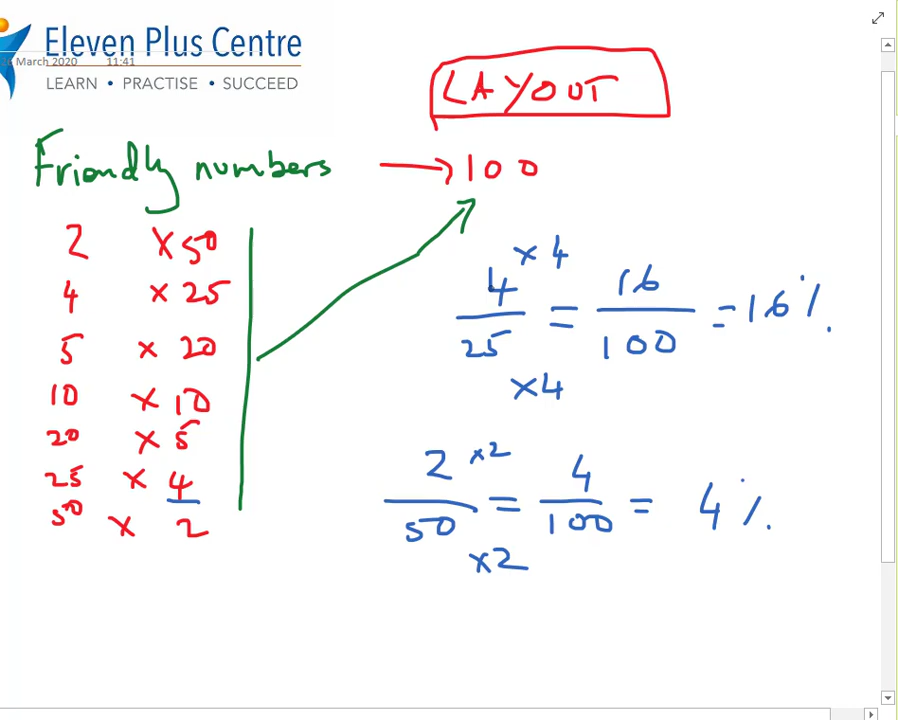 Eleven Plus Centre
March 2020 11:41
LEARN • PRACTISE • SUCCEED
LAYOUT
Friendly numbers → 100
2 × 50
4 × 25
5 × 20
10 × 10
20 × 5
25 × 4
50 × 2
× 4
4/25 = 16/100 = 16%.
×4
2/50 ×2 = 4/100 = 4%.
×2